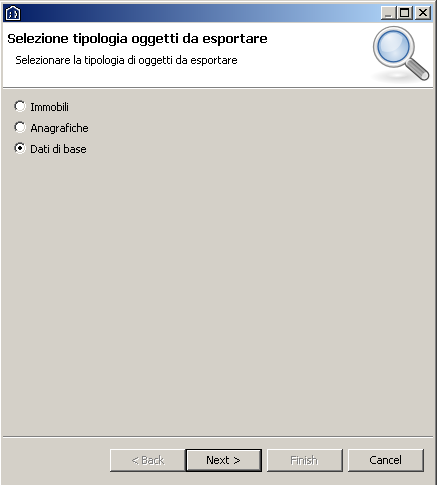 Selezione tipologia oggetti da esportare
Selezionare la tipologia di oggetti da esportare
Immobili
Anagrafiche
Dati di base
< Back
Next >
Finish
Cancel